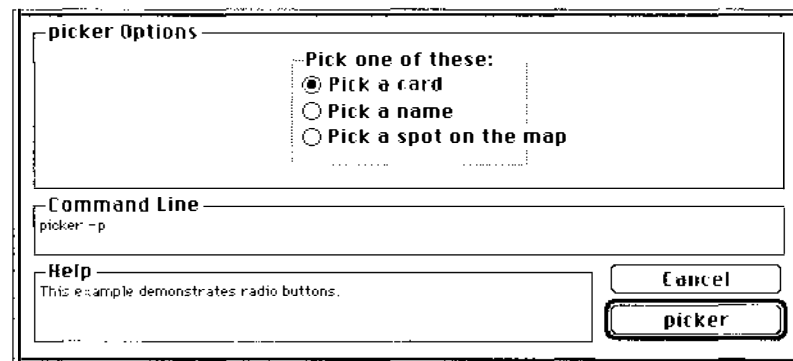 picker Options
Pick one of these:
Pick a card
Pick a name
Pick a spot on the map
Command Line
picker -p
Help
This example demonstrates radio buttons.
Cancel
picker